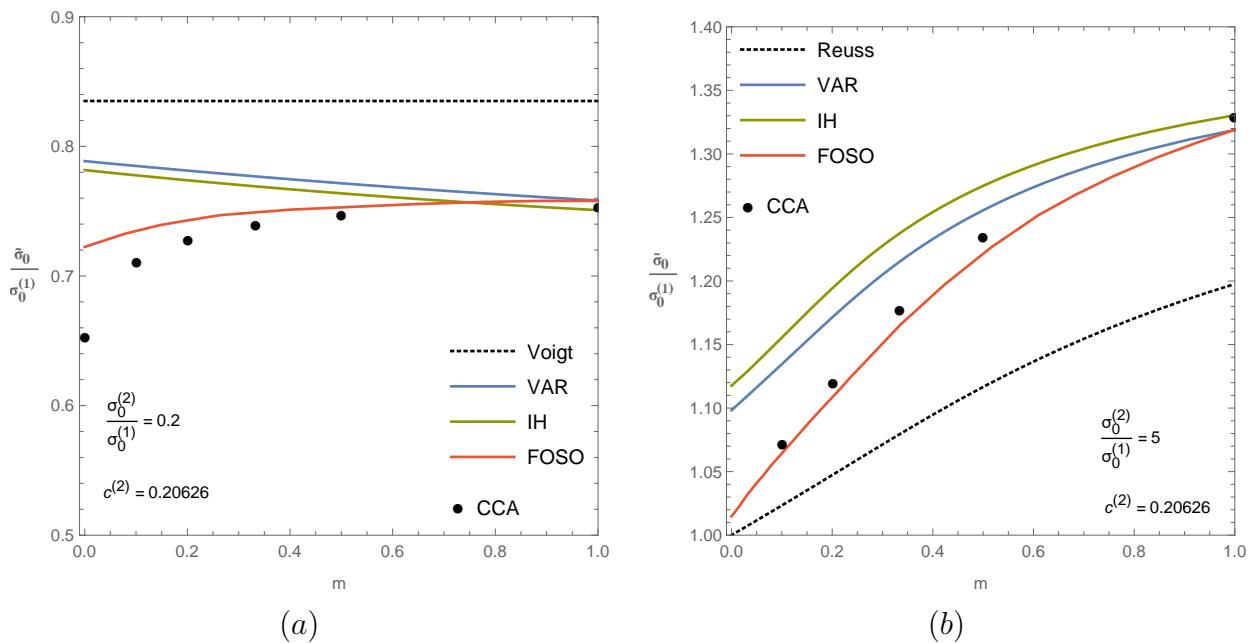 0.9
0.8
0.7
0.6
0.5
σ̃₀
σ₀⁽¹⁾
Voigt
VAR
IH
FOSO
CCA
σ₀⁽²⁾
σ₀⁽¹⁾ = 0.2
c⁽²⁾ = 0.20626
0.0 0.2 0.4 0.6 0.8 1.0
m
(a)
1.40
1.35
1.30
1.25
1.20
1.15
1.10
1.05
1.00
σ̃₀
σ₀⁽¹⁾
Reuss
VAR
IH
FOSO
CCA
σ₀⁽²⁾
σ₀⁽¹⁾ = 5
c⁽²⁾ = 0.20626
0.0 0.2 0.4 0.6 0.8 1.0
m
(b)